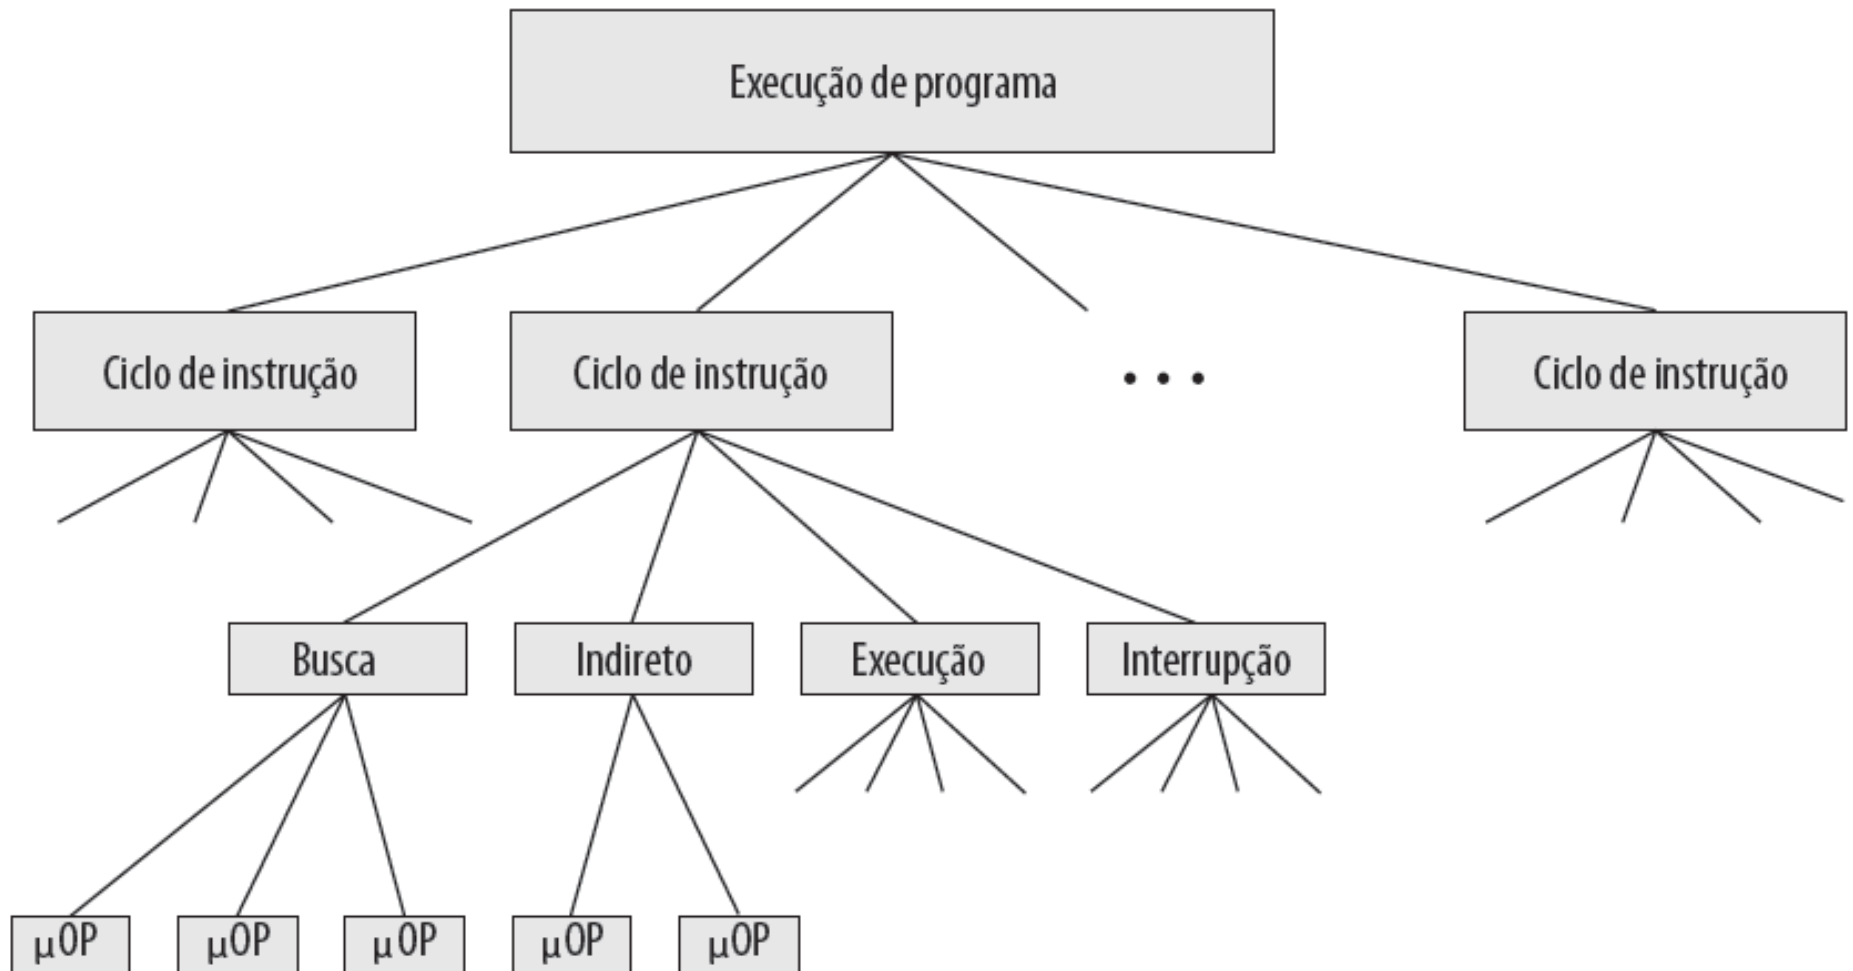 Execução de programa
Ciclo de instrução
Ciclo de instrução
• • •
Ciclo de instrução
Busca
Indireto
Execução
Interrupção
μOP
μOP
μOP
μOP
μOP